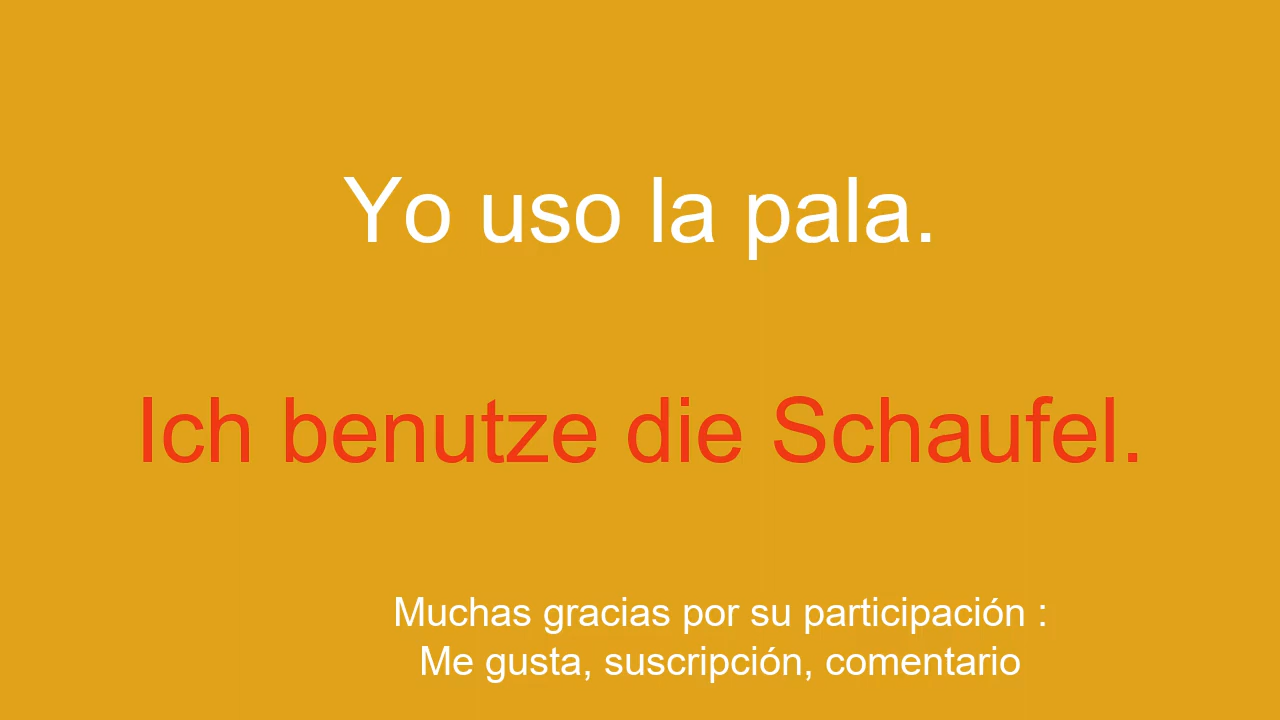 Yo uso la pala.
Ich benutze die Schaufel.
Muchas gracias por su participación :
Me gusta, suscripción, comentario